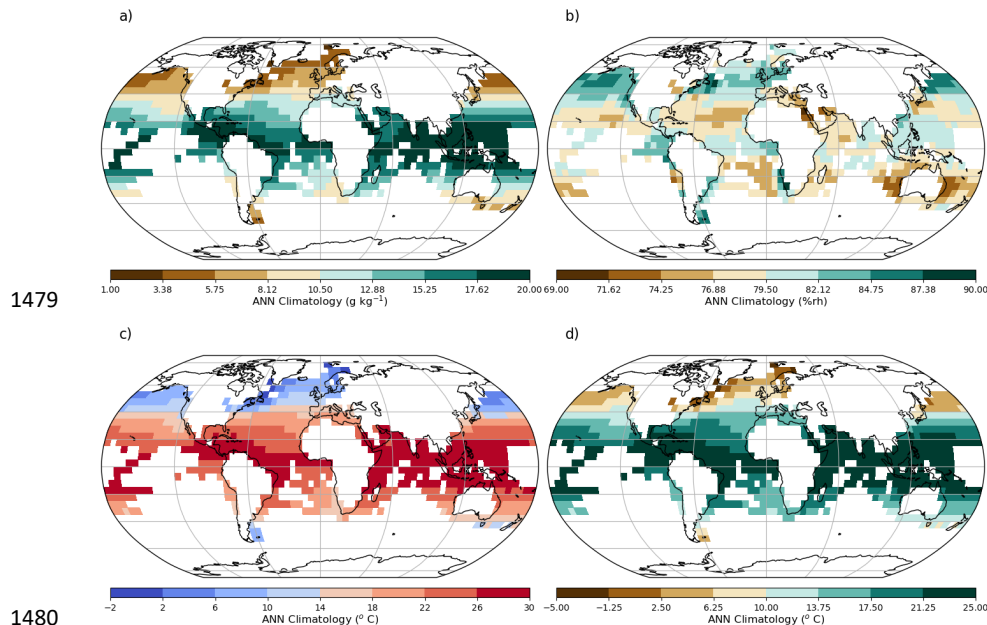 a)
b)
1.00 3.38 5.75 8.12 10.50 12.88 15.25 17.62 20.00
ANN Climatology (g kg⁻¹)
69.00 71.62 74.25 76.88 79.50 82.12 84.75 87.38 90.00
ANN Climatology (%rh)
1479
c)
d)
−2 2 6 10 14 18 22 26 30
ANN Climatology (° C)
−5.00 −1.25 2.50 6.25 10.00 13.75 17.50 21.25 25.00
ANN Climatology (° C)
1480